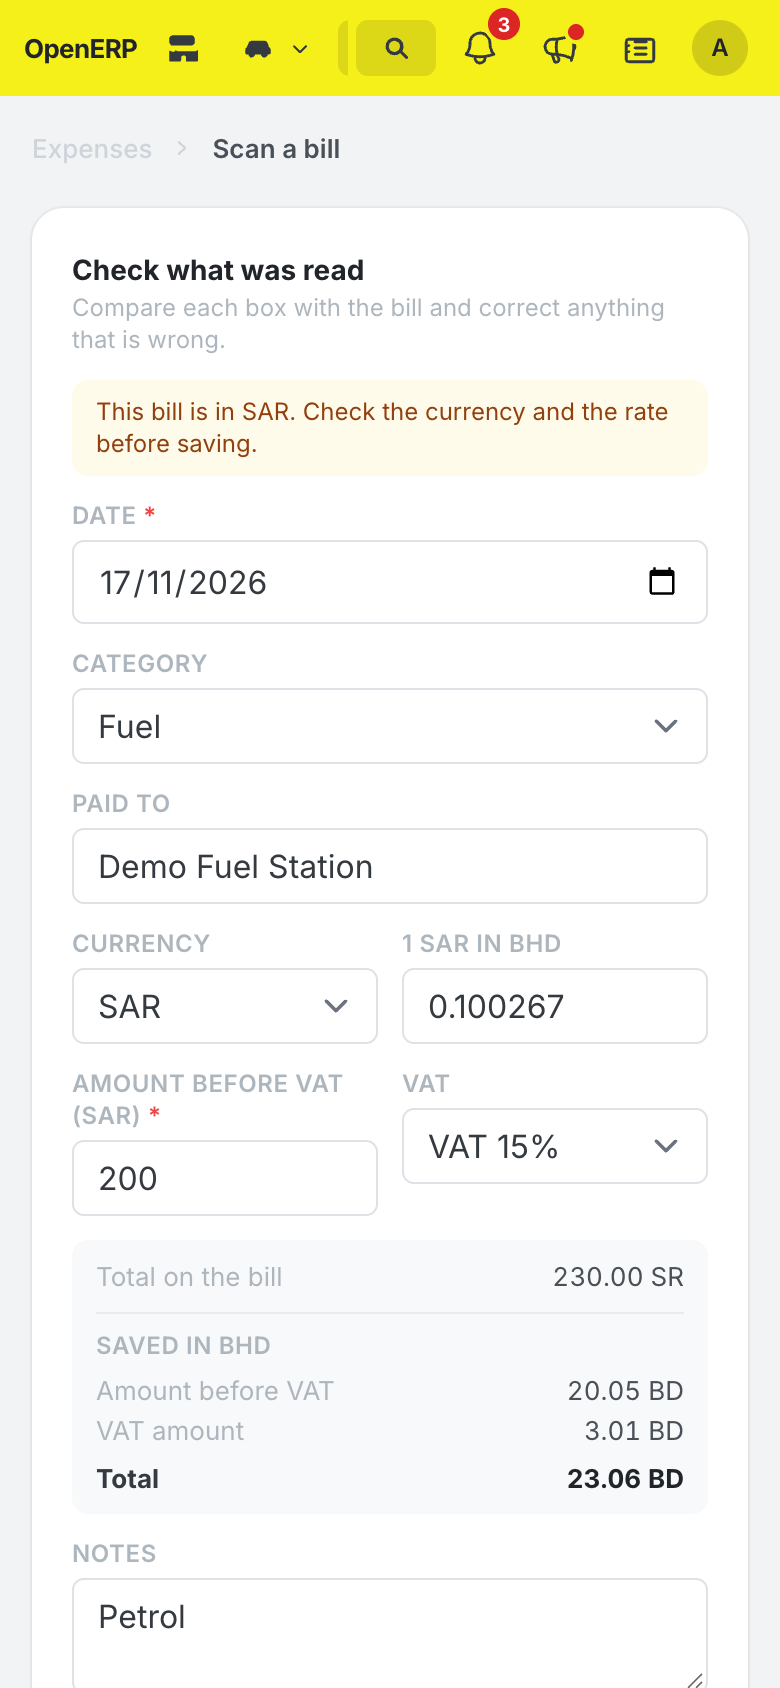 OpenERP
3
A
Expenses > Scan a bill
Check what was read
Compare each box with the bill and correct anything
that is wrong.
This bill is in SAR. Check the currency and the rate
before saving.
DATE *
17/11/2026
CATEGORY
Fuel
PAID TO
Demo Fuel Station
CURRENCY
SAR
1 SAR IN BHD
0.100267
AMOUNT BEFORE VAT
(SAR) *
200
VAT
VAT 15%
Total on the bill 230.00 SR
SAVED IN BHD
Amount before VAT 20.05 BD
VAT amount 3.01 BD
Total 23.06 BD
NOTES
Petrol